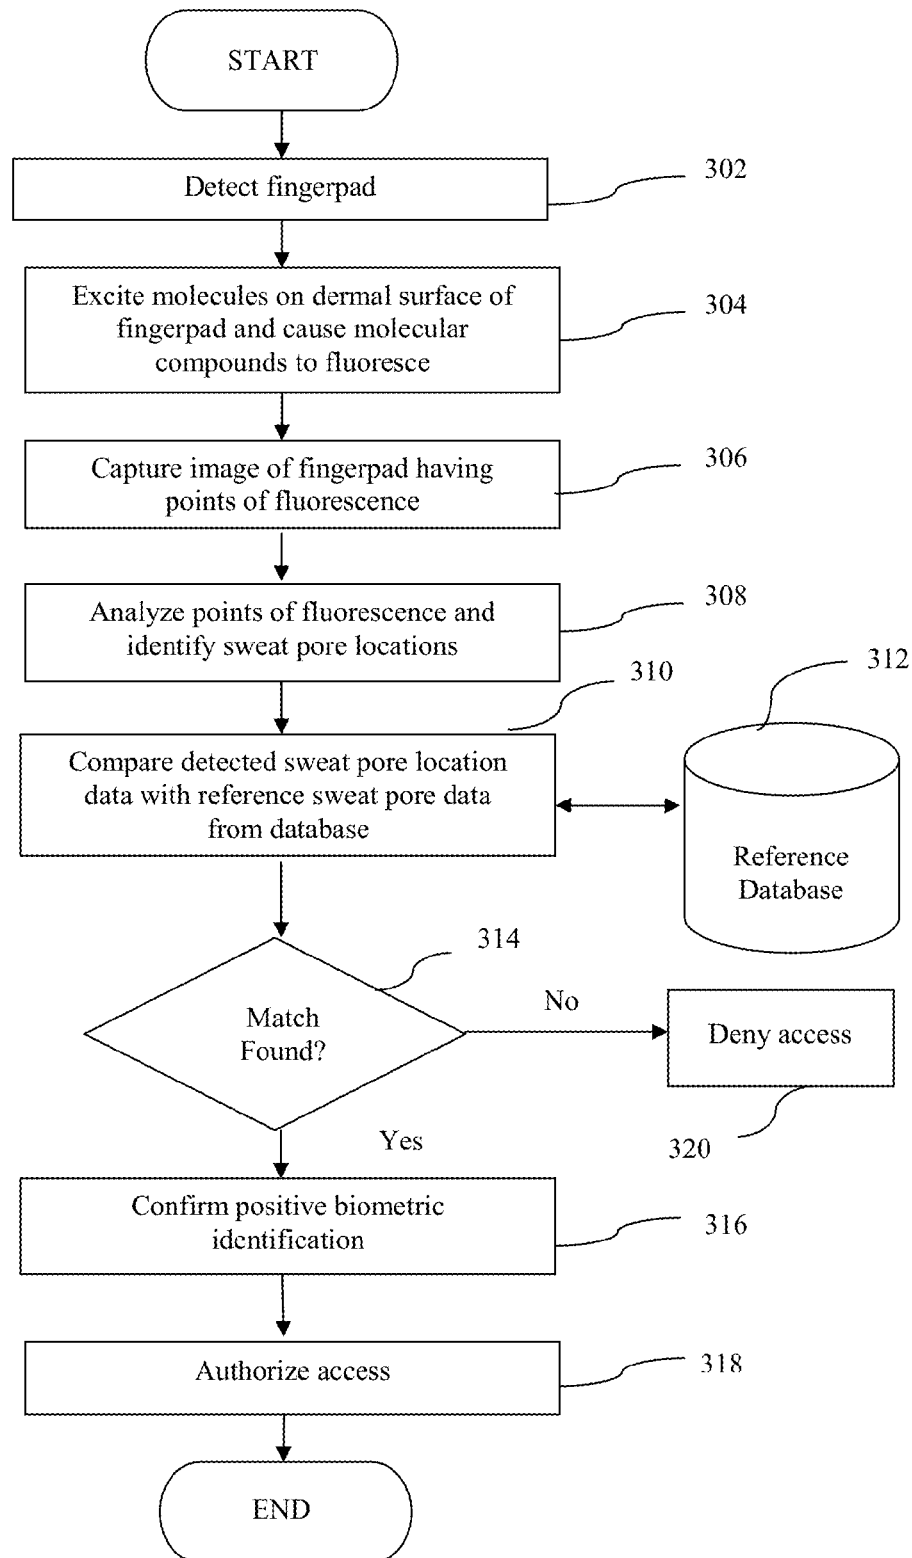 START
Detect fingerpad
302
Excite molecules on dermal surface of
fingerpad and cause molecular
compounds to fluoresce
304
Capture image of fingerpad having
points of fluorescence
306
Analyze points of fluorescence and
identify sweat pore locations
308
310
312
Compare detected sweat pore location
data with reference sweat pore data
from database
Reference
Database
314
Match
Found?
No
Deny access
320
Yes
Confirm positive biometric
identification
316
Authorize access
318
END